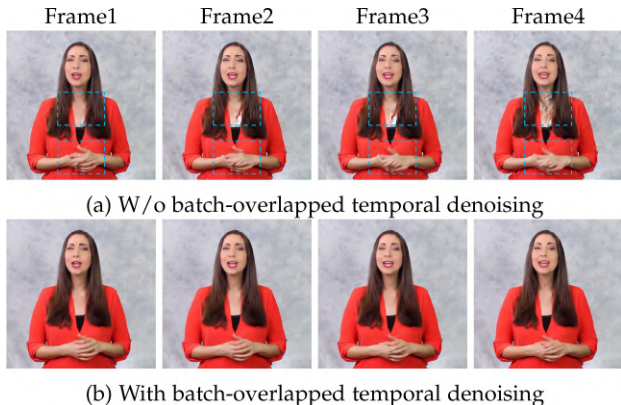 Frame1 Frame2 Frame3 Frame4
(a) W/o batch-overlapped temporal denoising
(b) With batch-overlapped temporal denoising